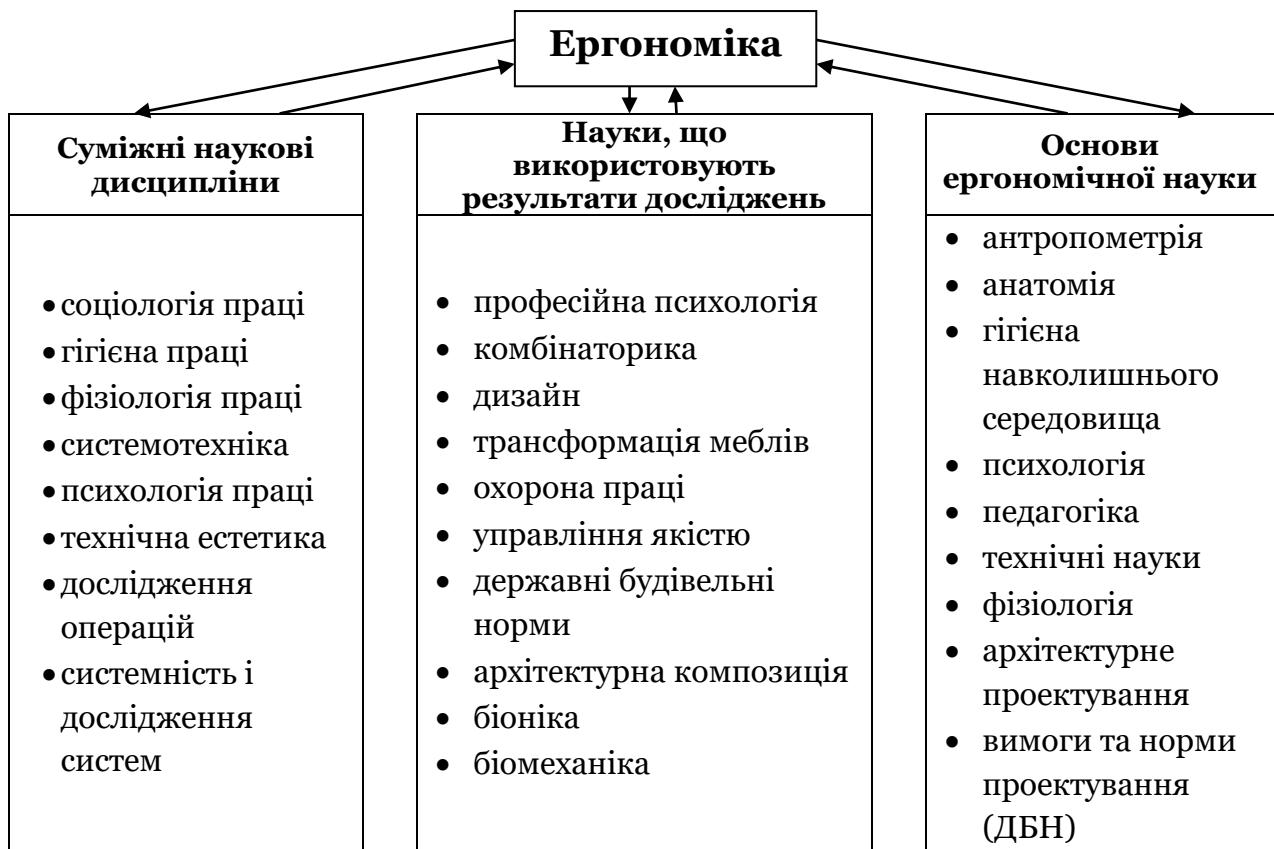 Ергономіка
Суміжні наукові
дисципліни
• соціологія праці
• гігієна праці
• фізіологія праці
• системотехніка
• психологія праці
• технічна естетика
• дослідження
операцій
• системність і
дослідження
систем
Науки, що
використовують
результати досліджень
• професійна психологія
• комбінаторика
• дизайн
• трансформація меблів
• охорона праці
• управління якістю
• державні будівельні
норми
• архітектурна композиція
• біоніка
• біомеханіка
Основи
ергономічної науки
• антропометрія
• анатомія
• гігієна
навколишнього
середовища
• психологія
• педагогіка
• технічні науки
• фізіологія
• архітектурне
проектування
• вимоги та норми
проектування
(ДБН)